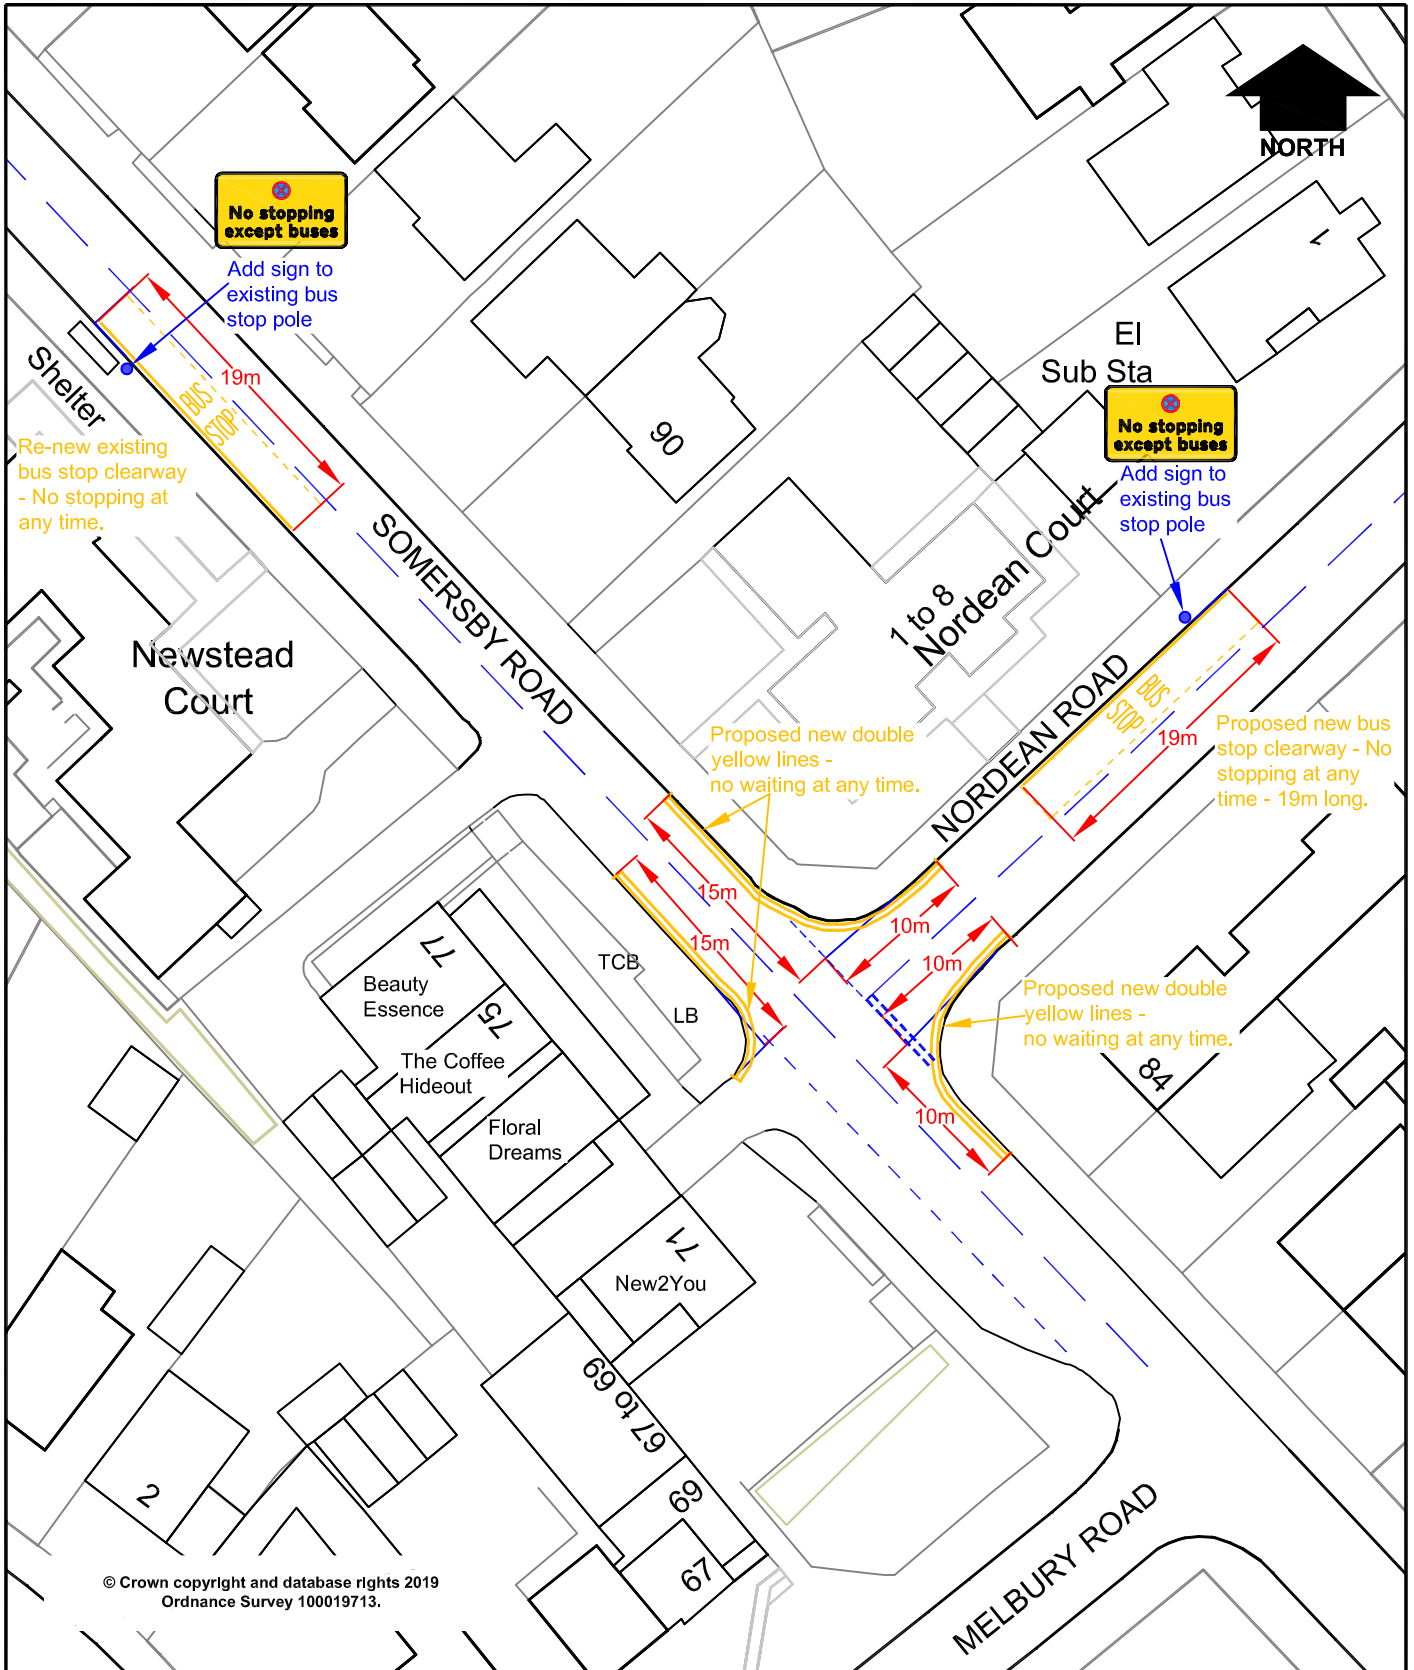 NORTH
No stopping
except buses
Add sign to
existing bus
stop pole
19m
BUS
STOP
Shelter
Re-new existing
bus stop clearway
- No stopping at
any time.
SOMERSBY ROAD
Newstead
Court
90
1
El
Sub Sta
No stopping
except buses
Add sign to
existing bus
stop pole
1 to 8
Nordean Court
NORDEAN ROAD
BUS
STOP
19m
Proposed new bus
stop clearway - No
stopping at any
time - 19m long.
Proposed new double
yellow lines -
no waiting at any time.
15m
15m
10m
10m
10m
Proposed new double
yellow lines -
no waiting at any time.
84
TCB
LB
77
Beauty
Essence
75
The Coffee
Hideout
Floral
Dreams
71
New2You
67 to 69
69
67
2
MELBURY ROAD
© Crown copyright and database rights 2019
Ordnance Survey 100019713.